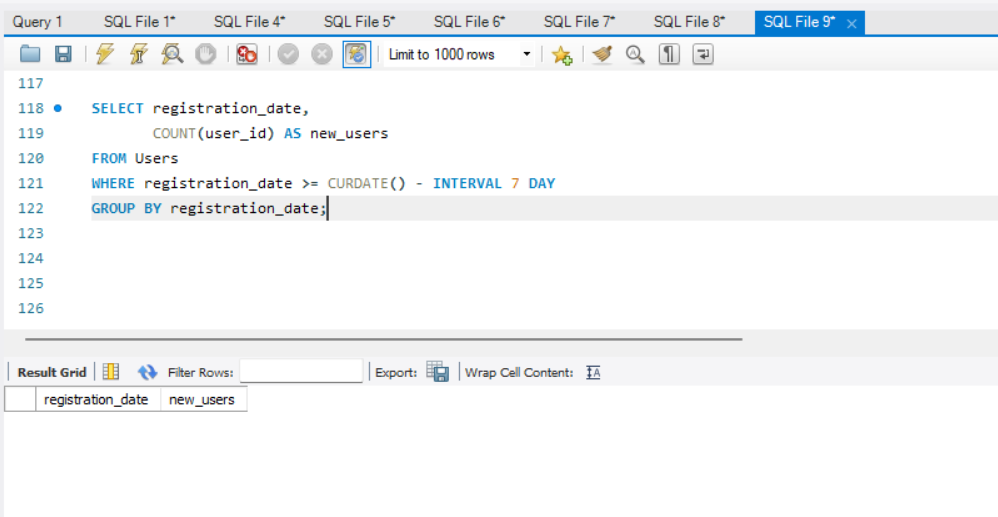 Query 1 SQL File 1* SQL File 4* SQL File 5* SQL File 6* SQL File 7* SQL File 8* SQL File 9* ×
Limit to 1000 rows
117
118 SELECT registration_date,
119 COUNT(user_id) AS new_users
120 FROM Users
121 WHERE registration_date >= CURDATE() - INTERVAL 7 DAY
122 GROUP BY registration_date;
123
124
125
126
Result Grid Filter Rows: Export: Wrap Cell Content: IA
registration_date new_users